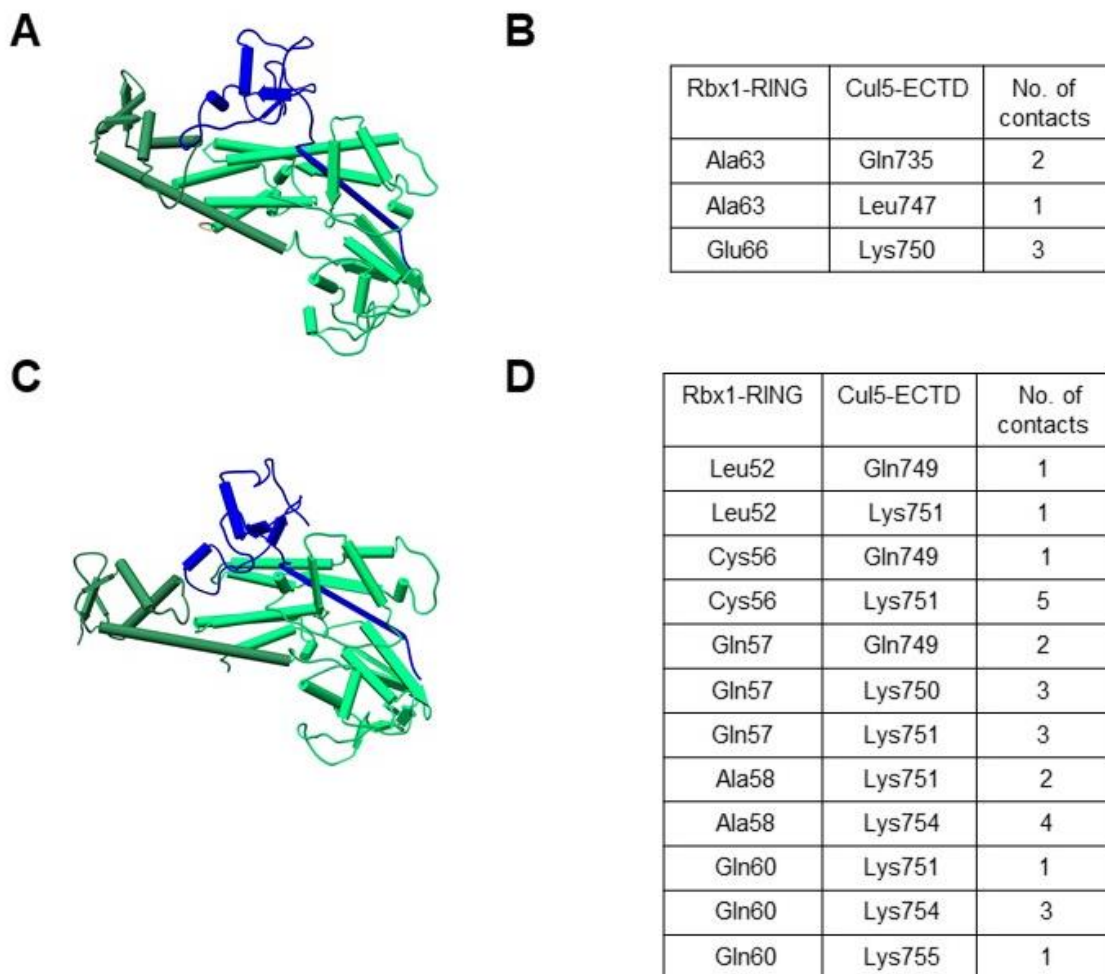 A
B
Rbx1-RING Cul5-ECTD No. of contacts
Ala63 Gln735 2
Ala63 Leu747 1
Glu66 Lys750 3
C
D
Rbx1-RING Cul5-ECTD No. of contacts
Leu52 Gln749 1
Leu52 Lys751 1
Cys56 Gln749 1
Cys56 Lys751 5
Gln57 Gln749 2
Gln57 Lys750 3
Gln57 Lys751 3
Ala58 Lys751 2
Ala58 Lys754 4
Gln60 Lys751 1
Gln60 Lys754 3
Gln60 Lys755 1